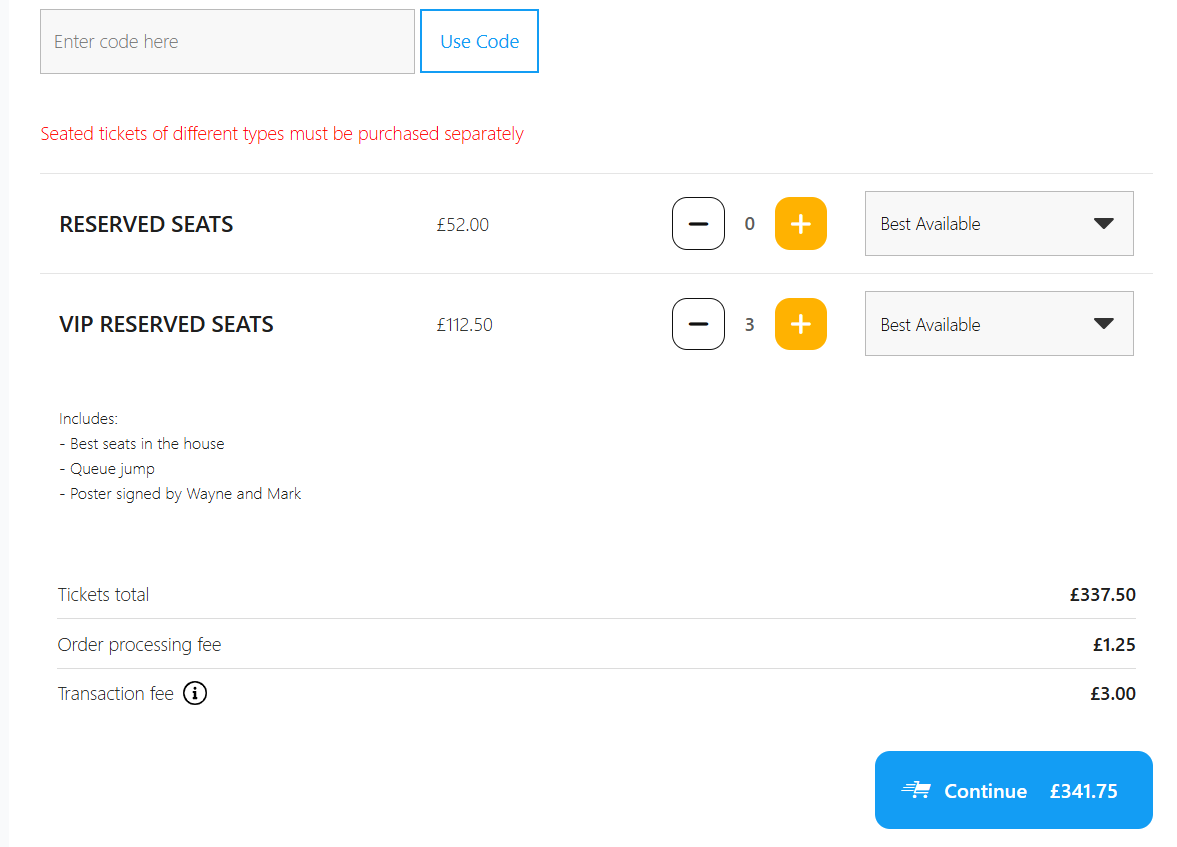 Enter code here Use Code
Seated tickets of different types must be purchased separately
RESERVED SEATS £52.00 0 Best Available
VIP RESERVED SEATS £112.50 3 Best Available
Includes:
- Best seats in the house
- Queue jump
- Poster signed by Wayne and Mark
Tickets total £337.50
Order processing fee £1.25
Transaction fee £3.00
Continue £341.75